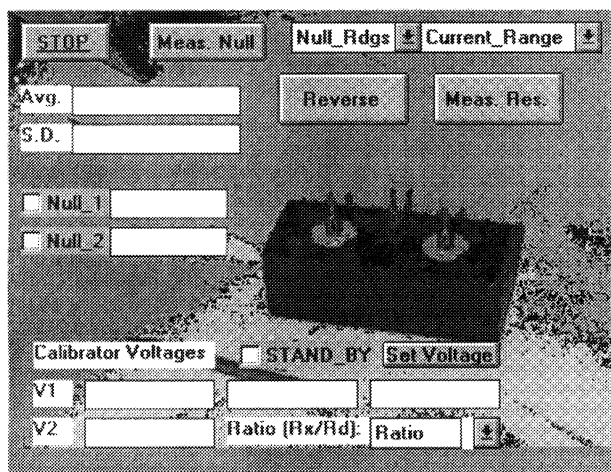 STOP Meas. Null Null_Rdgs Current_Range
Avg. Reverse Meas. Res.
S.D.
Null_1
Null_2
Calibrator Voltages STAND_BY Set Voltage
V1
V2 Ratio (Rx/Rd): Ratio